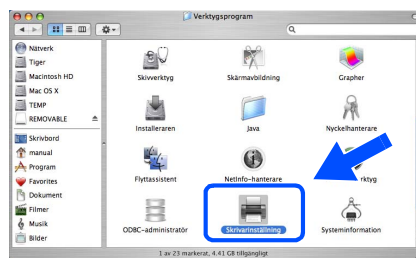 Verktygsprogram
Nätverk
Tiger
Macintosh HD
Mac OS X
TEMP
REMOVABLE
Skrivbord
manual
Program
Favorites
Dokument
Filmer
Musik
Bilder
Skivverktyg
Skärmavbildning
Grapher
Installeraren
Java
Nyckelhanterare
Flyttassistent
NetInfo-hanterare
rktyg
ODBC-administratör
Skrivarinställning
Systeminformation
1 av 23 markerat, 4.41 GB tillgängligt